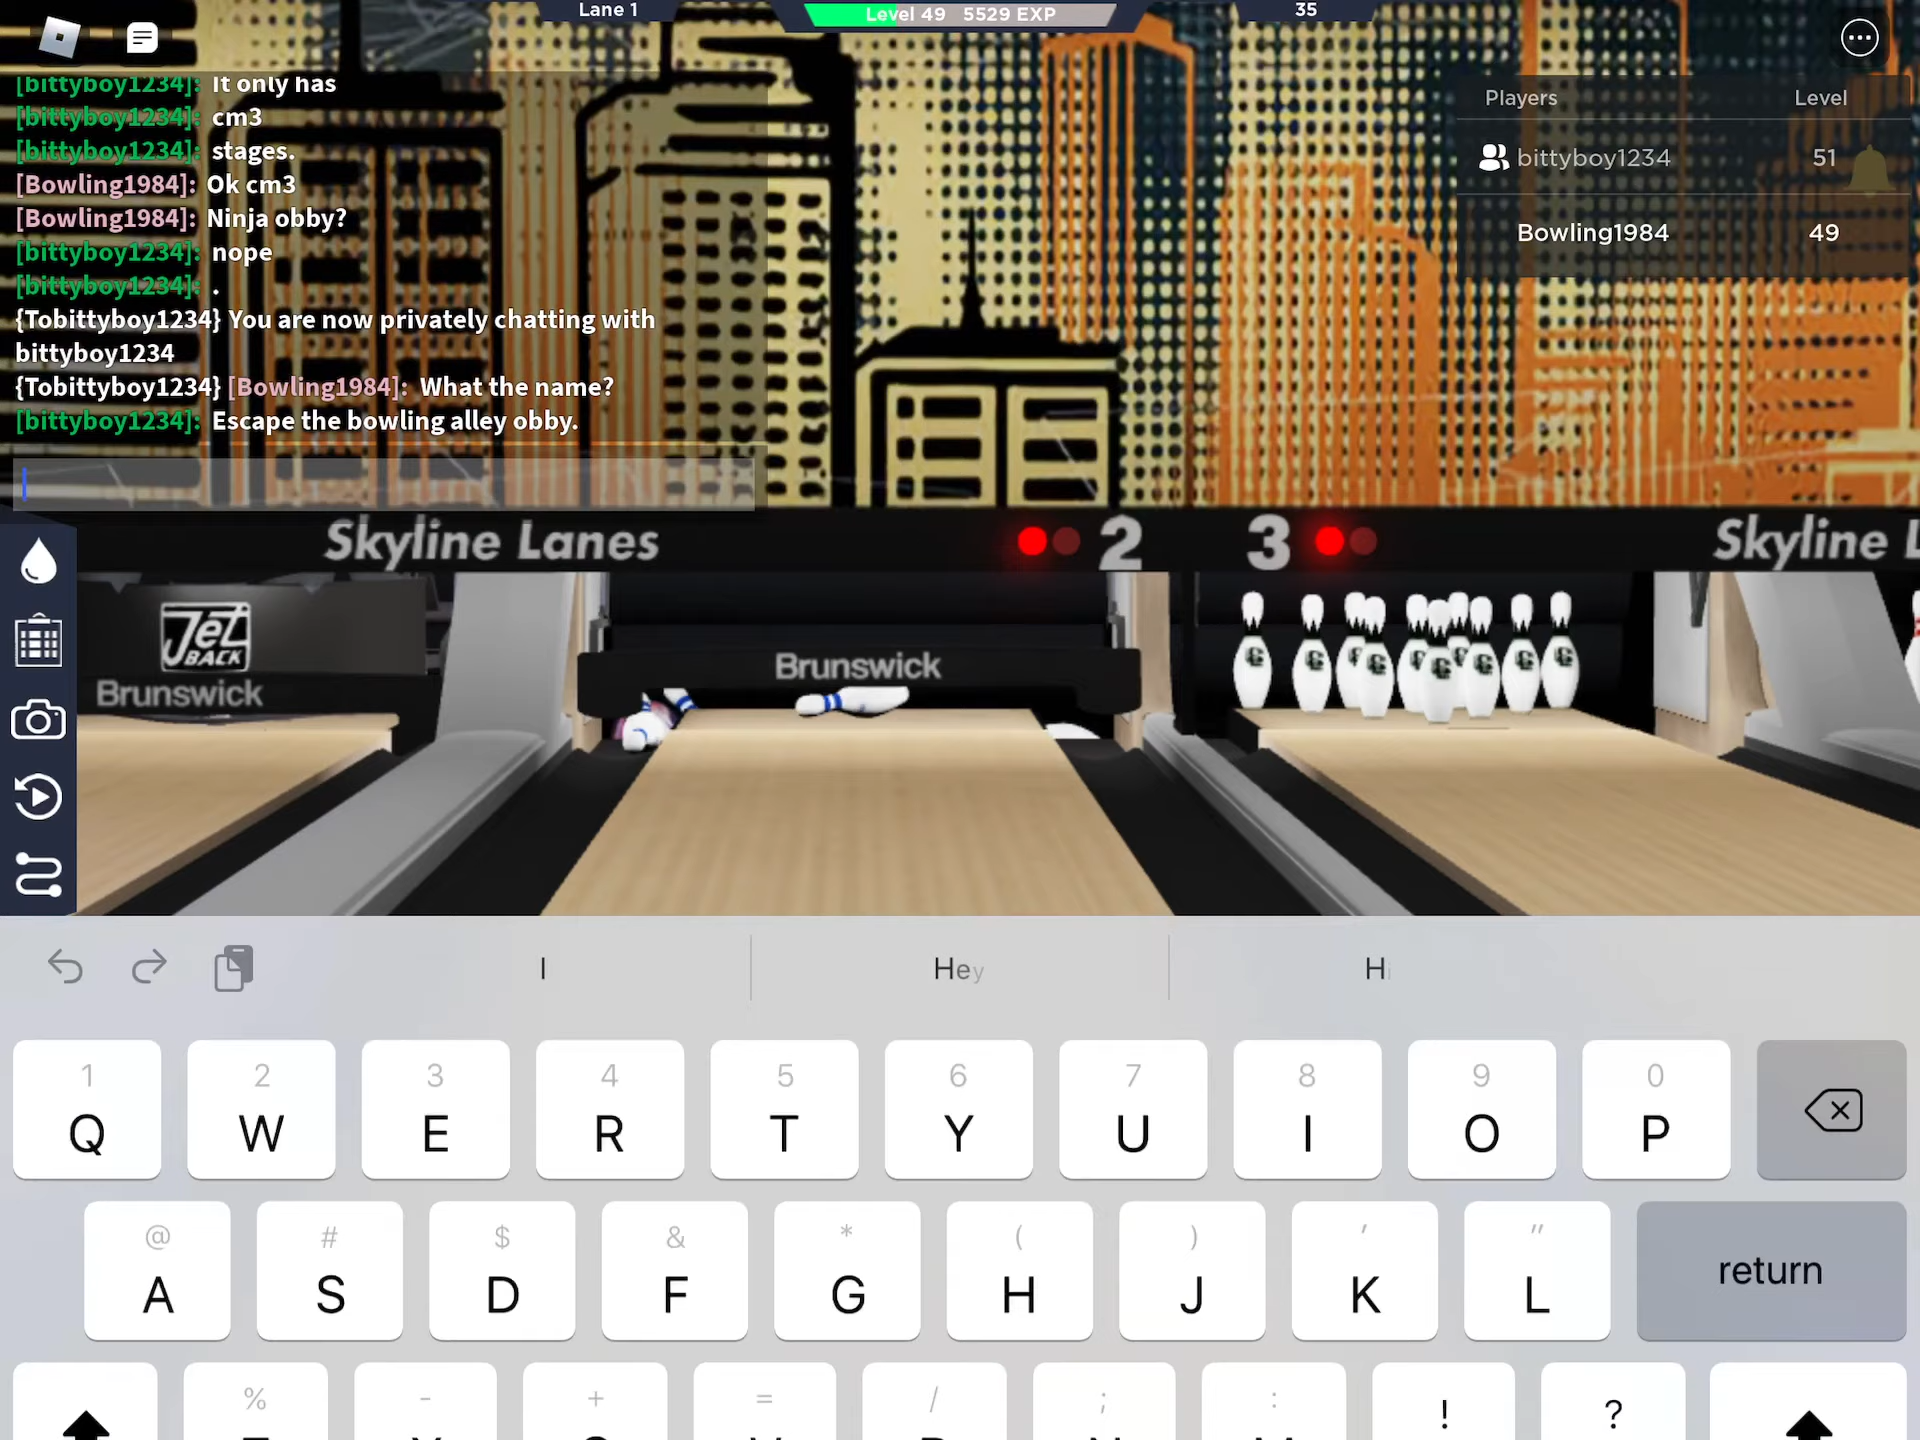 Lane 1
Level 49 5529 EXP
35
[bittyboy1234]: It only has
[bittyboy1234]: cm3
[bittyboy1234]: stages.
[Bowling1984]: Ok cm3
[Bowling1984]: Ninja obby?
[bittyboy1234]: nope
[bittyboy1234]: .
{Tobittyboy1234} You are now privately chatting with
bittyboy1234
{Tobittyboy1234} [Bowling1984]: What the name?
[bittyboy1234]: Escape the bowling alley obby.
Players Level
bittyboy1234 51
Bowling1984 49
Skyline Lanes 2 3 Skyline L
Jet
BACK
Brunswick
Brunswick
I Hey Hi
1 2 3 4 5 6 7 8 9 0
Q W E R T Y U I O P
@ # $ & * ( ) ' "
A S D F G H J K L return
% - + = / ; : ! ?